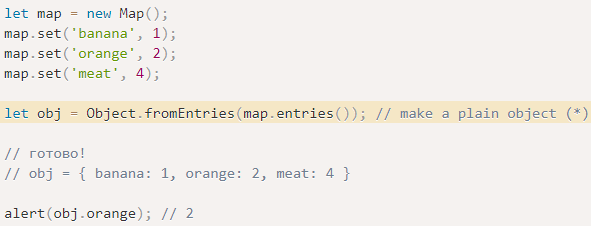 let map = new Map();
map.set('banana', 1);
map.set('orange', 2);
map.set('meat', 4);
let obj = Object.fromEntries(map.entries()); // make a plain object (*)
// готово!
// obj = { banana: 1, orange: 2, meat: 4 }
alert(obj.orange); // 2